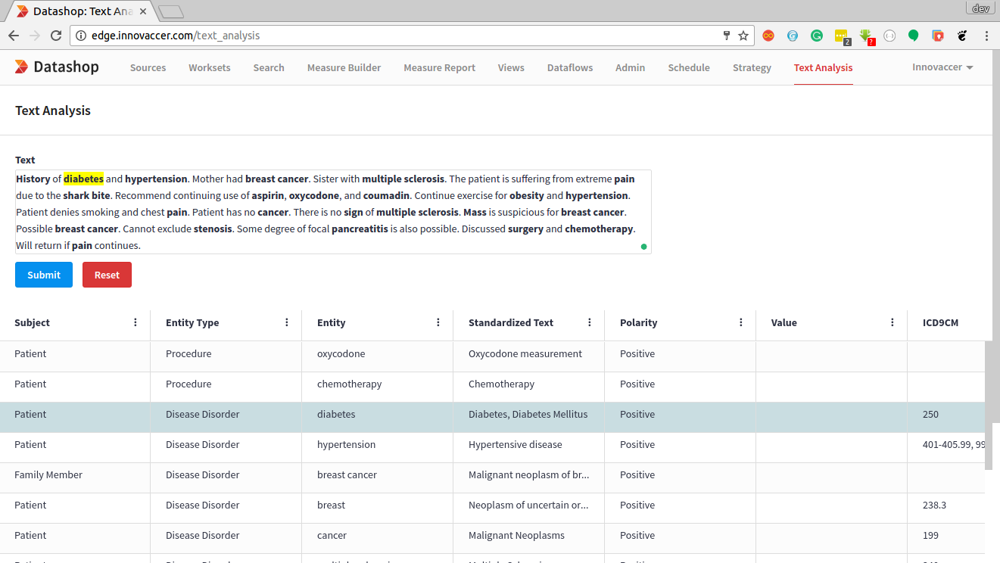 Datashop: Text Ana
dev
edge.innovaccer.com/text_analysis
2
?
Datashop
Sources
Worksets
Search
Measure Builder
Measure Report
Views
Dataflows
Admin
Schedule
Strategy
Text Analysis
Innovaccer
Text Analysis
Text
History of diabetes and hypertension. Mother had breast cancer. Sister with multiple sclerosis. The patient is suffering from extreme pain
due to the shark bite. Recommend continuing use of aspirin, oxycodone, and coumadin. Continue exercise for obesity and hypertension.
Patient denies smoking and chest pain. Patient has no cancer. There is no sign of multiple sclerosis. Mass is suspicious for breast cancer.
Possible breast cancer. Cannot exclude stenosis. Some degree of focal pancreatitis is also possible. Discussed surgery and chemotherapy.
Will return if pain continues.
Submit Reset
Subject Entity Type Entity Standardized Text Polarity Value ICD9CM
Patient Procedure oxycodone Oxycodone measurement Positive
Patient Procedure chemotherapy Chemotherapy Positive
Patient Disease Disorder diabetes Diabetes, Diabetes Mellitus Positive 250
Patient Disease Disorder hypertension Hypertensive disease Positive 401-405.99, 99
Family Member Disease Disorder breast cancer Malignant neoplasm of br... Positive
Patient Disease Disorder breast Neoplasm of uncertain or... Positive 238.3
Patient Disease Disorder cancer Malignant Neoplasms Positive 199